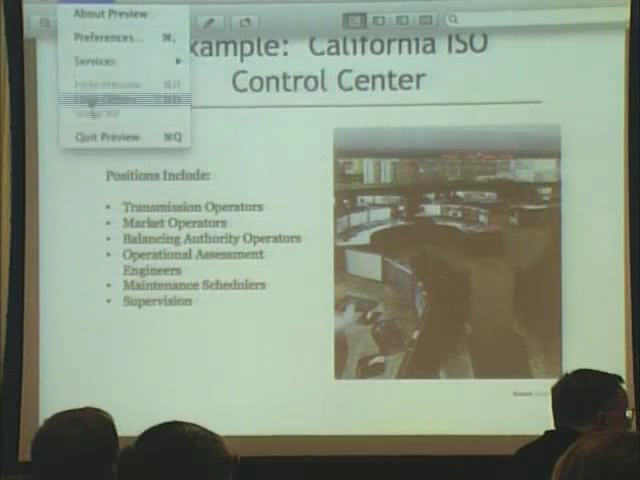 About Preview
Preferences... ⌘,
Services
Quit Preview ⌘Q
xample: California ISO
Control Center
Positions Include:
• Transmission Operators
• Market Operators
• Balancing Authority Operators
• Operational Assessment
Engineers
• Maintenance Schedulers
• Supervision